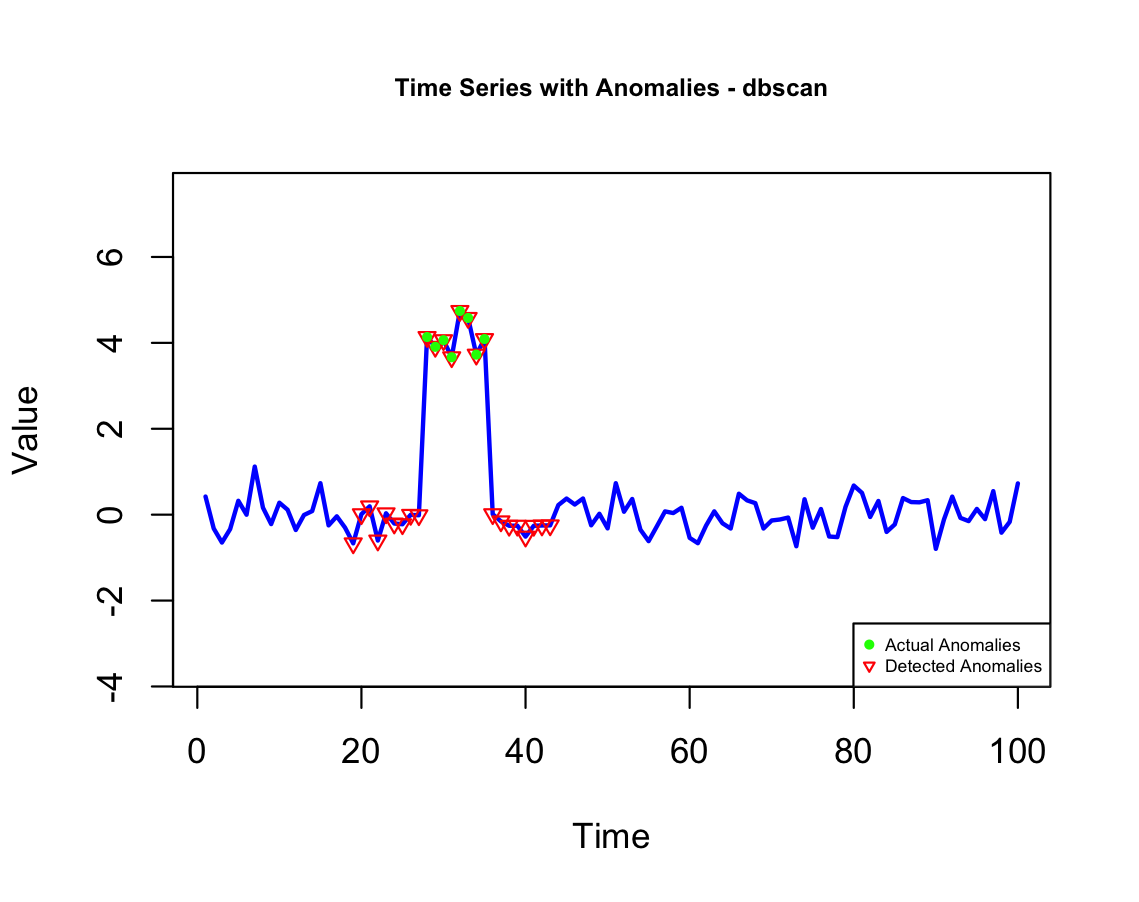 Time Series with Anomalies - dbscan
Value
6
4
2
0
-2
-4
Actual Anomalies
Detected Anomalies
0 20 40 60 80 100
Time